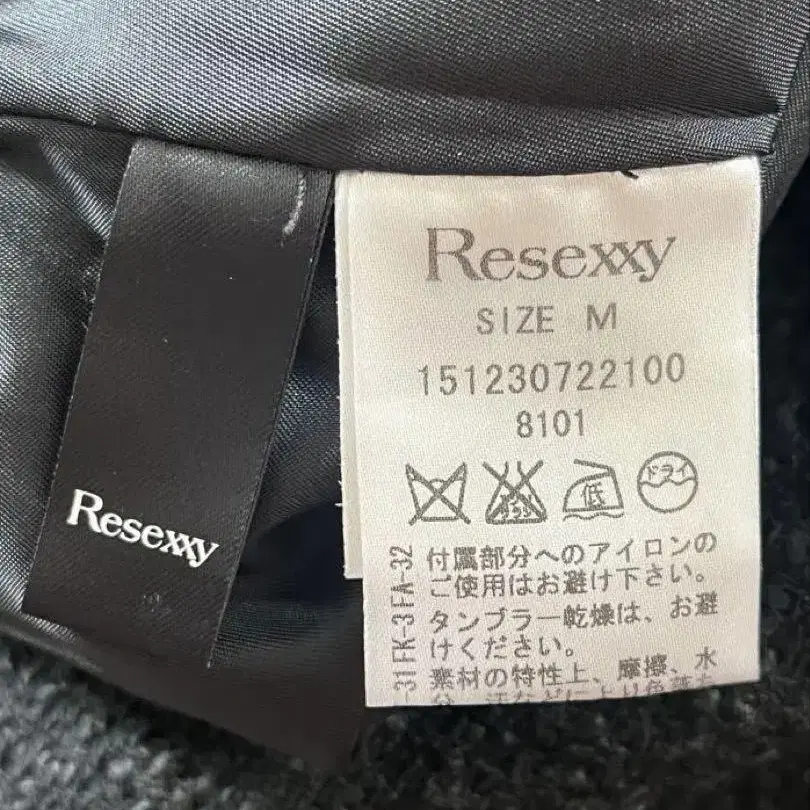 Resexxy
Resexxy
SIZE M
151230722100
8101
低
ドライ
付属部分へのアイロンの
ご使用はお避け下さい。
タンブラー乾燥は、お避
けください。
素材の特性上、摩擦、水
31FK-31FA-32